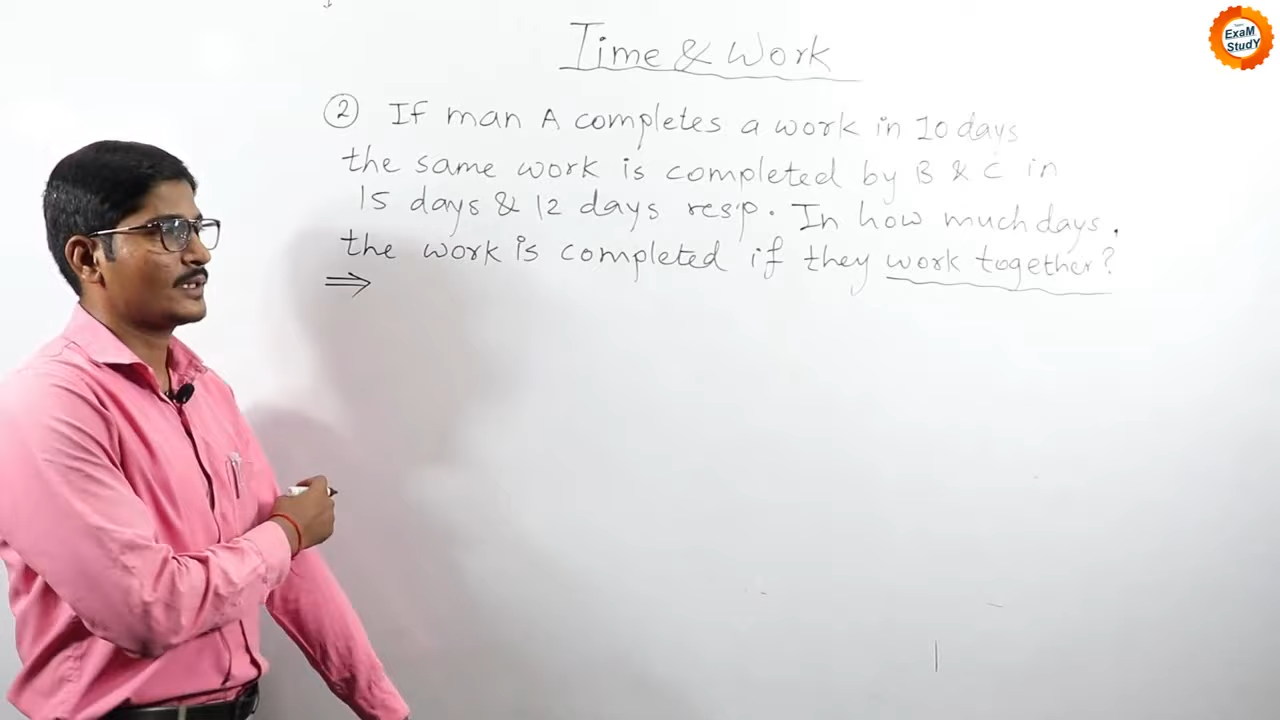 Time & Work
② If man A completes a work in 10 days
the same work is completed by B & C in
15 days & 12 days resp. In how much days.
the work is completed if they work together?
⇒
ExaM
StudY